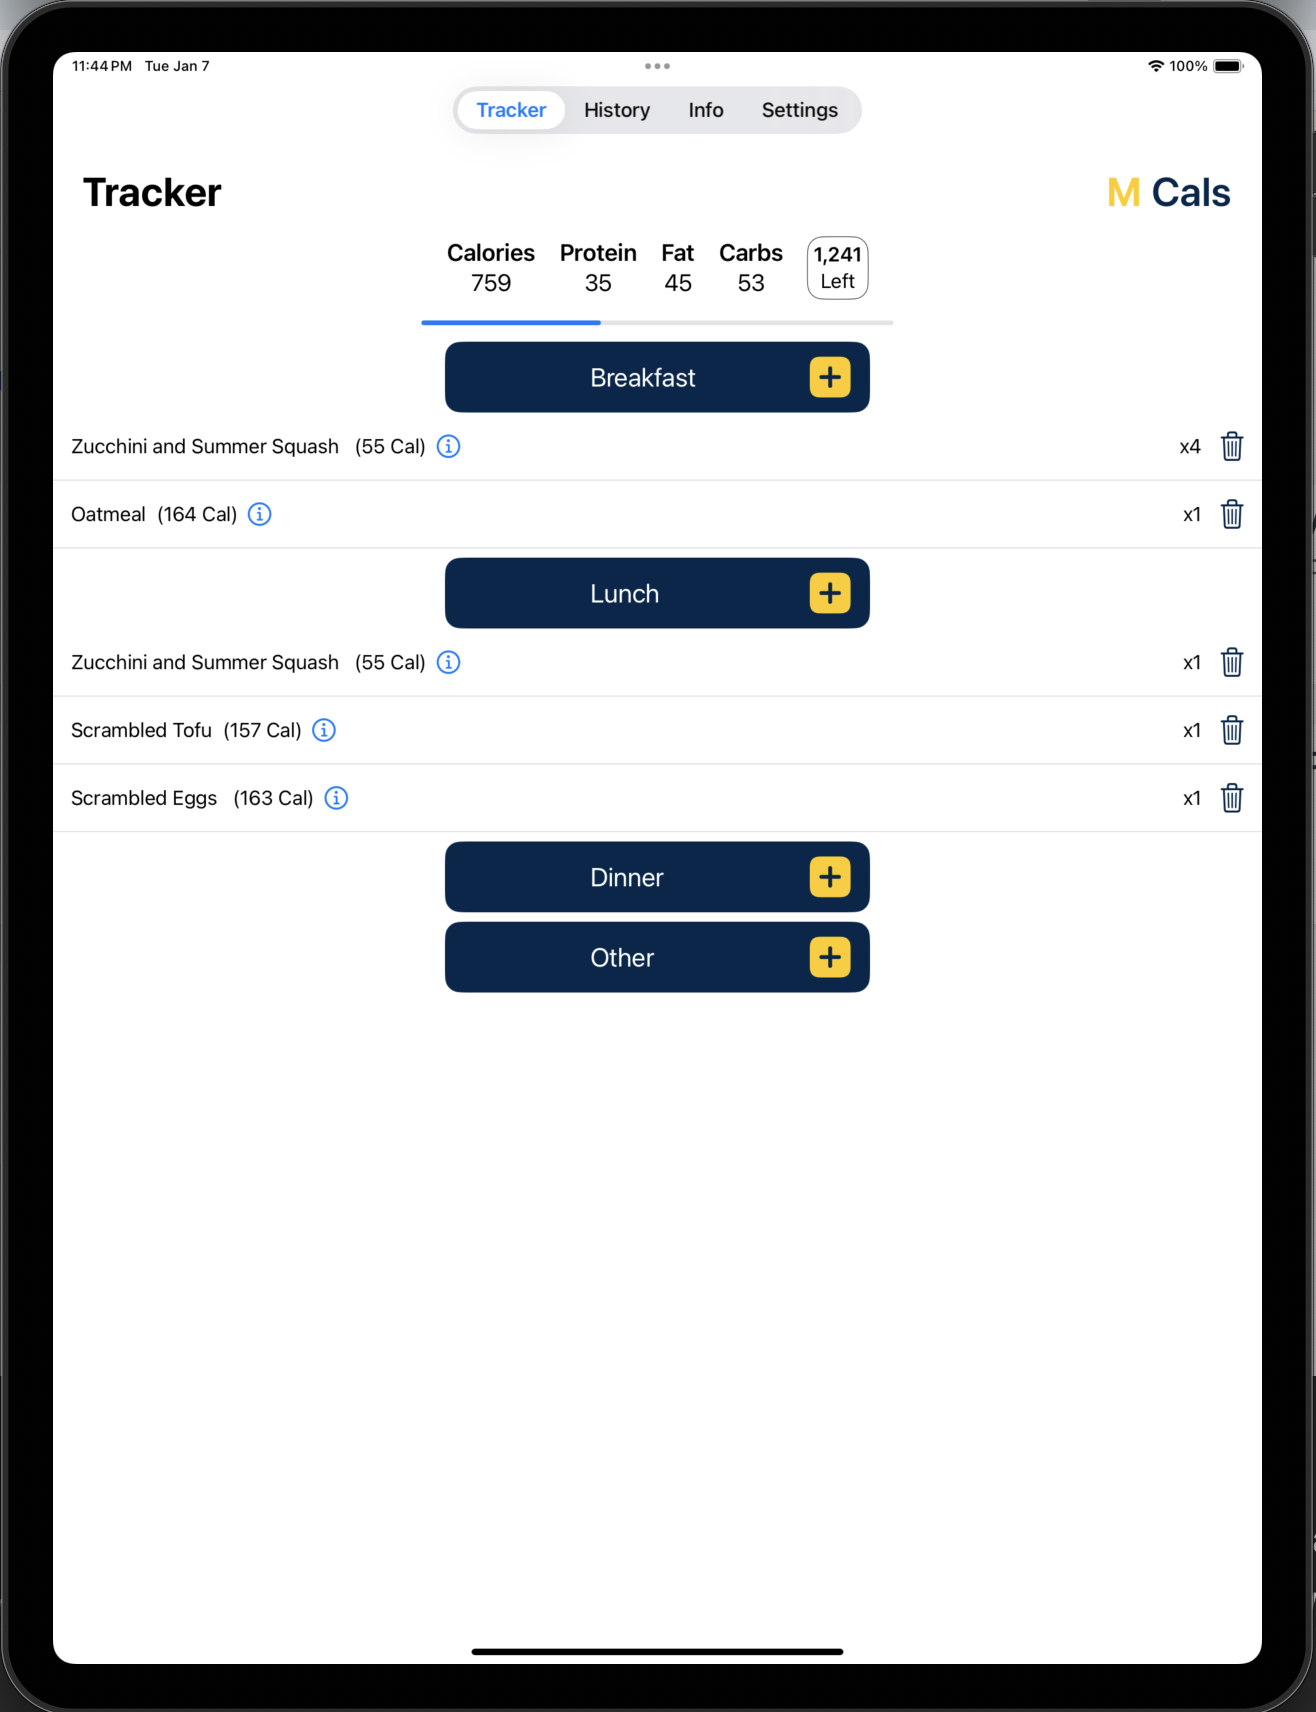 11:44 PM Tue Jan 7 100%
Tracker History Info Settings
Tracker M Cals
Calories Protein Fat Carbs 1,241
759 35 45 53 Left
Breakfast
Zucchini and Summer Squash (55 Cal) x4
Oatmeal (164 Cal) x1
Lunch
Zucchini and Summer Squash (55 Cal) x1
Scrambled Tofu (157 Cal) x1
Scrambled Eggs (163 Cal) x1
Dinner
Other